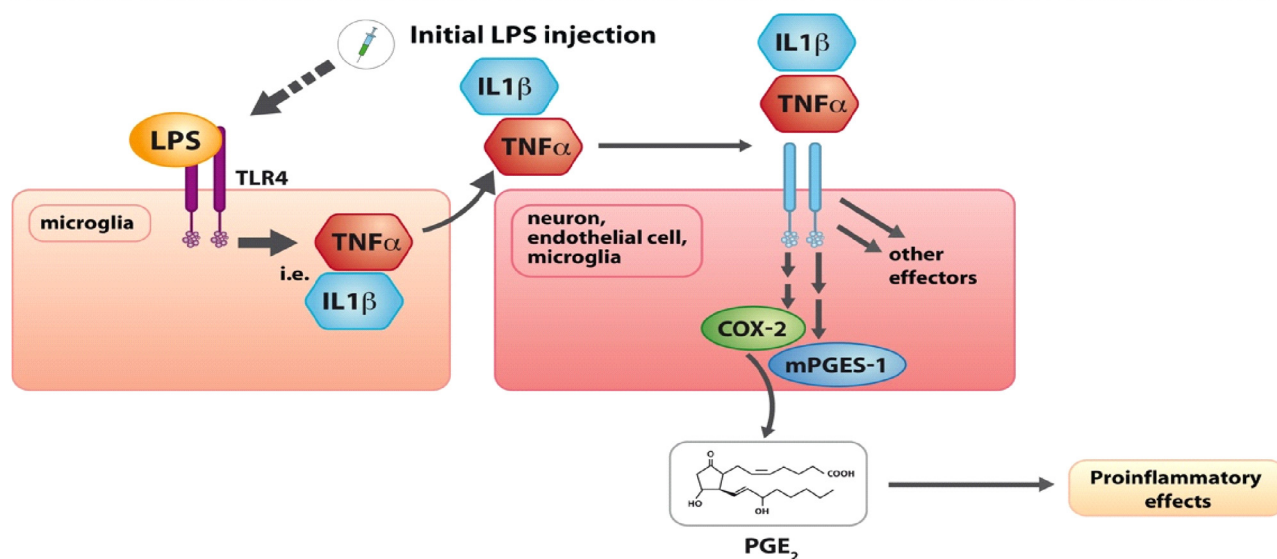 Initial LPS injection
IL1β
TNFα
IL1β
TNFα
LPS
TLR4
microglia
TNFα
i.e.
IL1β
neuron,
endothelial cell,
microglia
other
effectors
COX-2
mPGES-1
O
COOH
HO
OH
PGE₂
Proinflammatory
effects